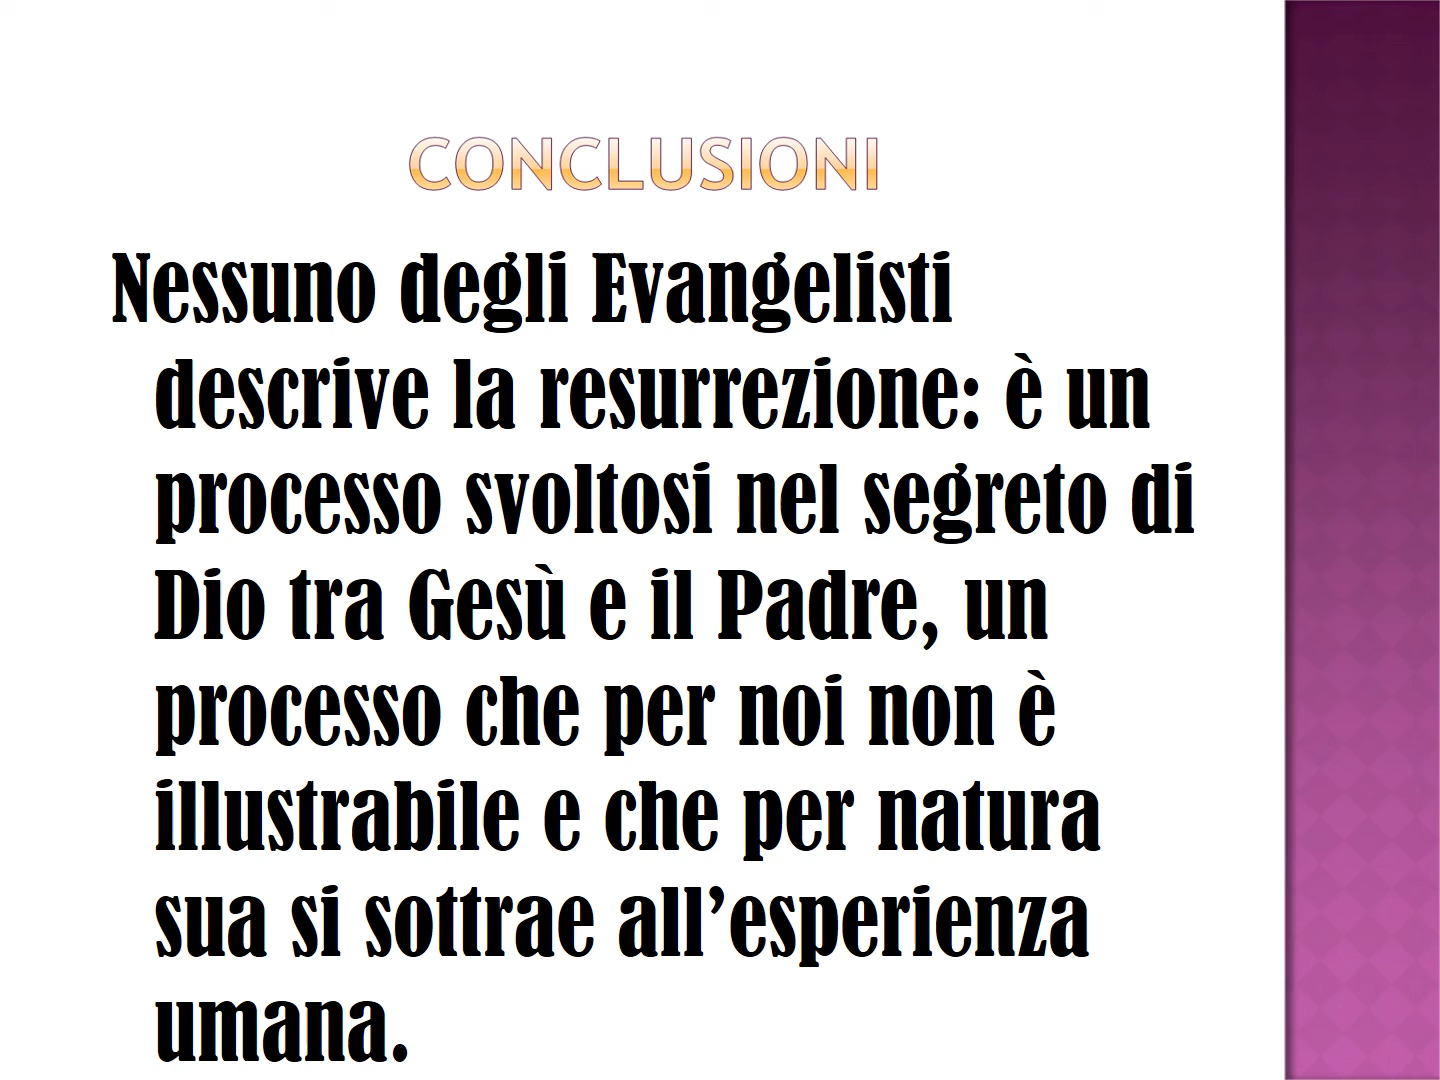 CONCLUSIONI
Nessuno degli Evangelisti
descrive la resurrezione: è un
processo svoltosi nel segreto di
Dio tra Gesù e il Padre, un
processo che per noi non è
illustrabile e che per natura
sua si sottrae all’esperienza
umana.